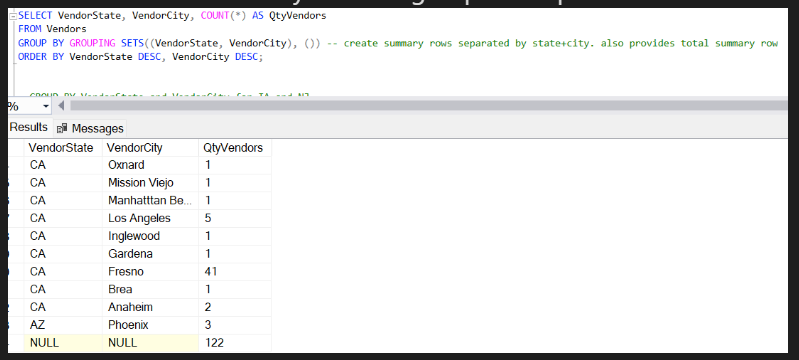 SELECT VendorState, VendorCity, COUNT(*) AS QtyVendors
FROM Vendors
GROUP BY GROUPING SETS((VendorState, VendorCity), ()) -- create summary rows separated by state+city. also provides total summary row
ORDER BY VendorState DESC, VendorCity DESC;
%
Results Messages
VendorState VendorCity QtyVendors
CA Oxnard 1
CA Mission Viejo 1
CA Manhatttan Be... 1
CA Los Angeles 5
CA Inglewood 1
CA Gardena 1
CA Fresno 41
CA Brea 1
CA Anaheim 2
AZ Phoenix 3
NULL NULL 122